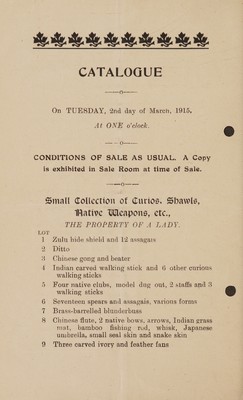 CATALOGUE
On TUESDAY, 2nd day of March, 1915,
At ONE o'clock.
CONDITIONS OF SALE AS USUAL. A Copy
is exhibited in Sale Room at time of Sale.
Small Collection of Curios, Shawls,
Native Weapons, etc.,
THE PROPERTY OF A LADY.
LOT
1 Zulu hide shield and 12 assagais
2 Ditto
3 Chinese gong and beater
4 Indian carved walking stick and 6 other curious
walking sticks
5 Four native clubs, model dug out, 2 staffs and 3
walking sticks
6 Seventeen spears and assagais, various forms
7 Brass-barrelled blunderbuss
8 Chinese flute, 2 native bows, arrows, Indian grass
mat, bamboo fishing rod, whisk, Japanese
umbrella, small seal skin and snake skin
9 Three carved ivory and feather fans